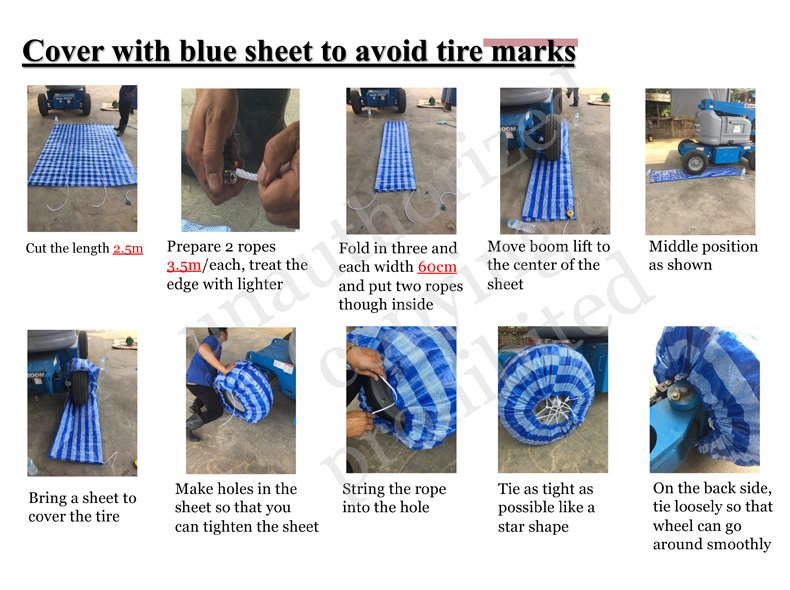 Cover with blue sheet to avoid tire marks
Cut the length 2.5m
Prepare 2 ropes
3.5m/each, treat the
edge with lighter
Fold in three and
each width 60cm
and put two ropes
though inside
Move boom lift to
the center of the
sheet
Middle position
as shown
Bring a sheet to
cover the tire
Make holes in the
sheet so that you
can tighten the sheet
String the rope
into the hole
Tie as tight as
possible like a
star shape
On the back side,
tie loosely so that
wheel can go
around smoothly
unauthorized
copying
prohibited
BOOM
BOOM